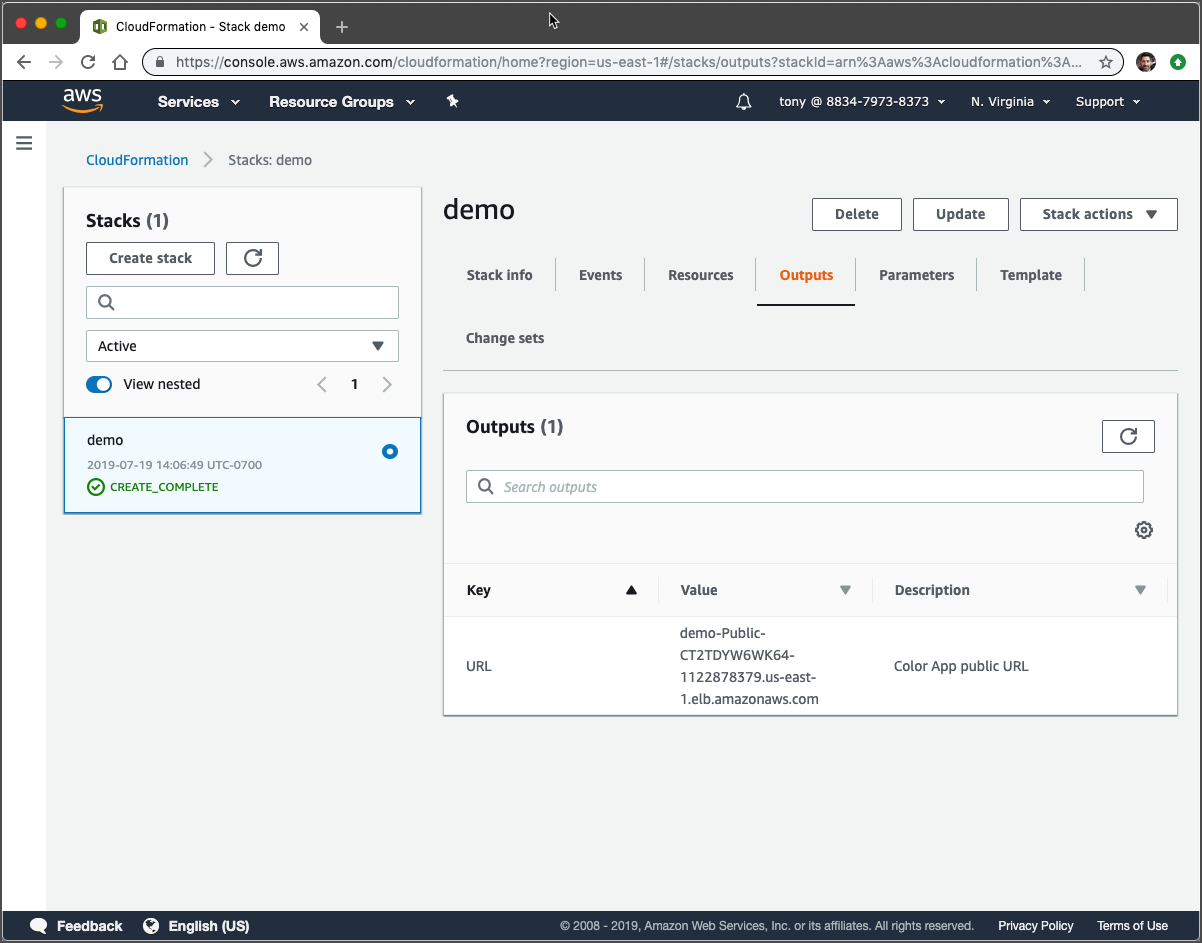 CloudFormation - Stack demo
https://console.aws.amazon.com/cloudformation/home?region=us-east-1#/stacks/outputs?stackId=arn%3Aaws%3Acloudformation%3A...
aws Services Resource Groups tony @ 8834-7973-8373 N. Virginia Support
CloudFormation Stacks: demo
Stacks (1)
Create stack
Active
View nested 1
demo
2019-07-19 14:06:49 UTC-0700
CREATE_COMPLETE
demo
Delete Update Stack actions
Stack info Events Resources Outputs Parameters Template
Change sets
Outputs (1)
Search outputs
Key Value Description
URL
demo-Public-
CT2TDYW6WK64-
1122878379.us-east-
1.elb.amazonaws.com
Color App public URL
Feedback English (US) © 2008 - 2019, Amazon Web Services, Inc. or its affiliates. All rights reserved. Privacy Policy Terms of Use